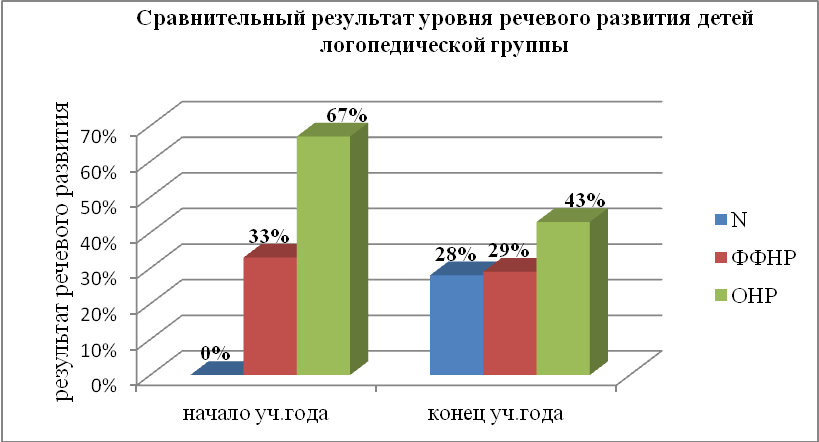 Сравнительный результат уровня речевого развития детей
логопедической группы
результат речевого развития
70%
60%
50%
40%
30%
20%
10%
0%
0%
33%
67%
28%
29%
43%
начало уч.года
конец уч.года
N
ФФНР
ОНР